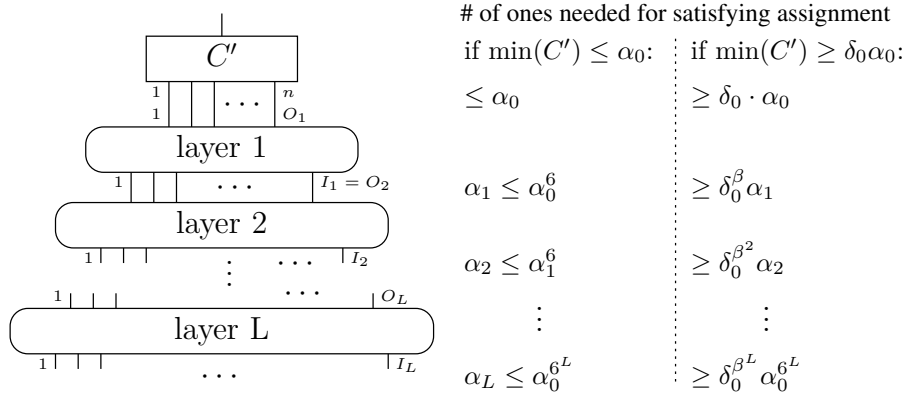 # of ones needed for satisfying assignment
if min(C′) ≤ α₀: if min(C′) ≥ δ₀α₀:
C′
1 ⋯ n
≤ α₀ ≥ δ₀ · α₀
1 O₁
layer 1
1 ⋯ I₁ = O₂
α₁ ≤ α₀⁶ ≥ δ₀^β α₁
layer 2
1 ⋯ I₂
α₂ ≤ α₁⁶ ≥ δ₀^{β²} α₂
⋮ ⋯
⋮ ⋮
1 O_L
layer L
1 ⋯ I_L
α_L ≤ α₀^{6^L} ≥ δ₀^{β^L} α₀^{6^L}